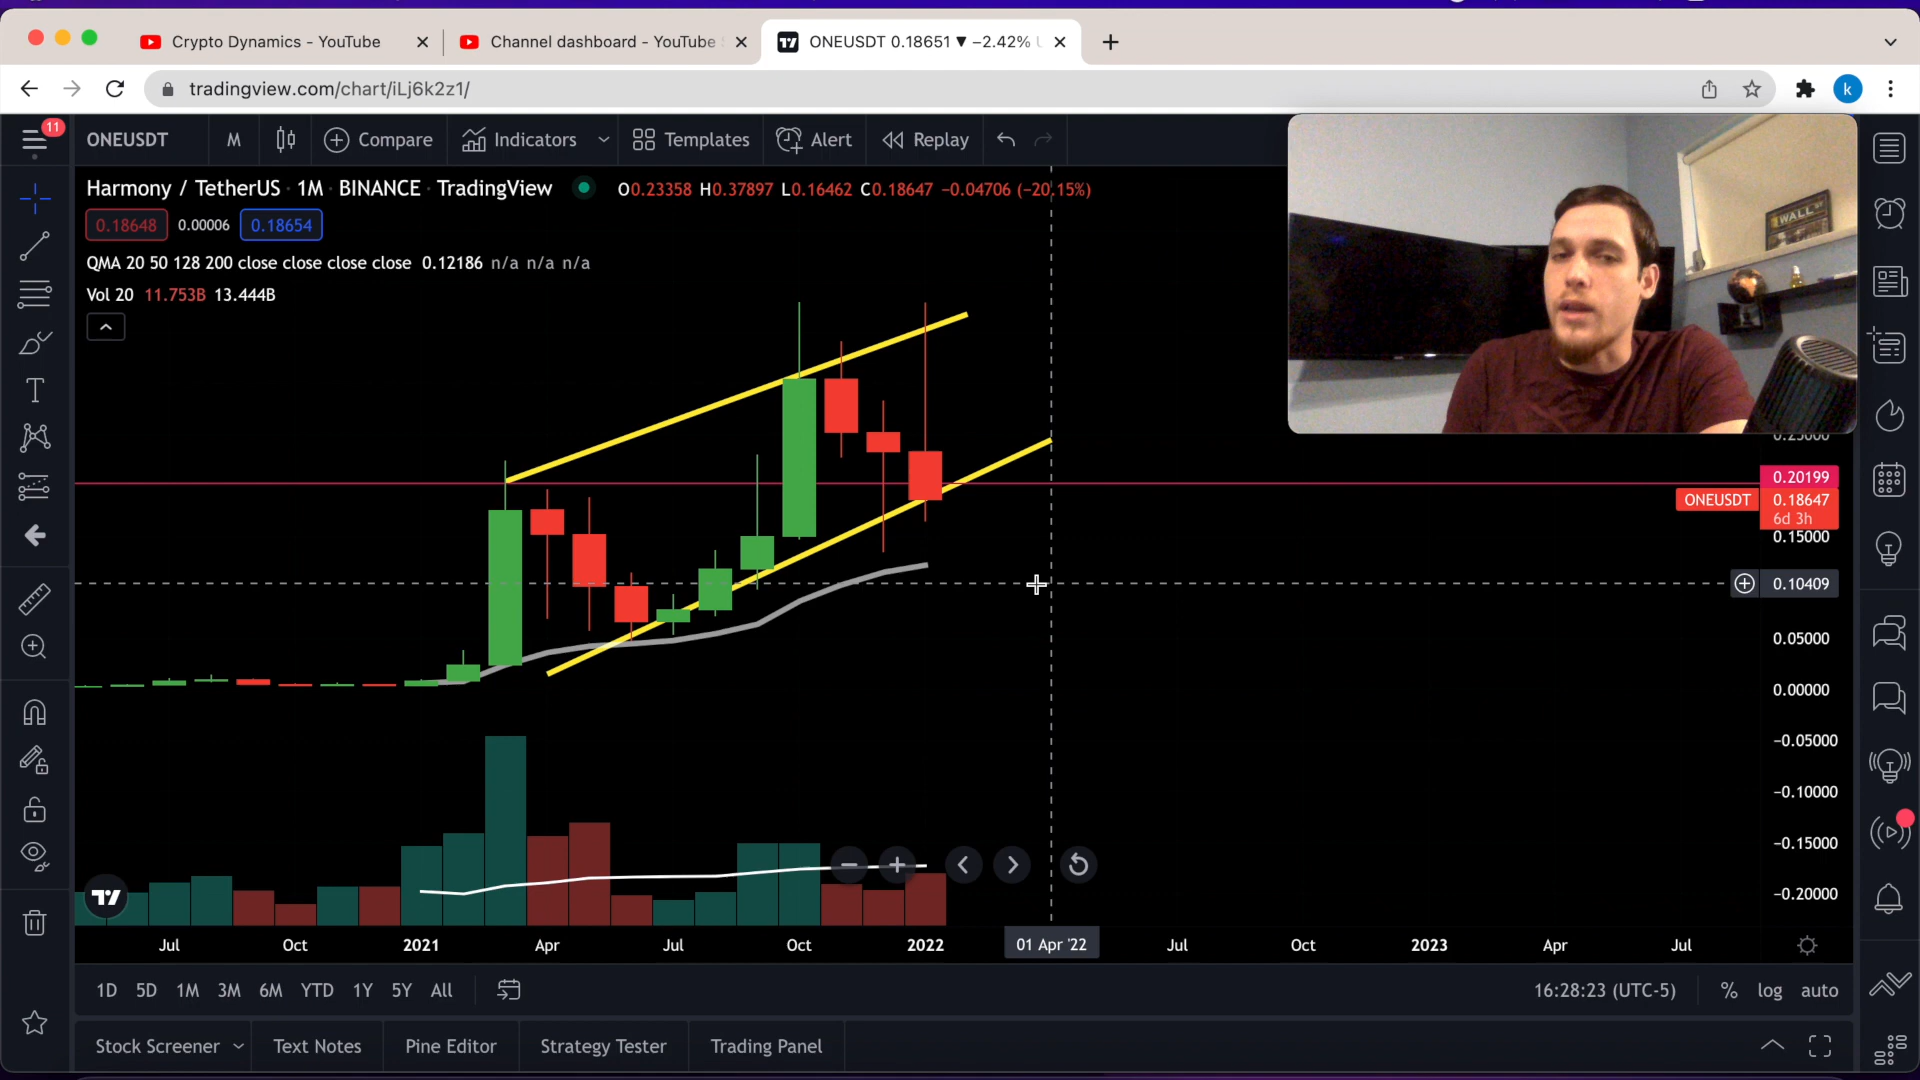 Crypto Dynamics - YouTube
Channel dashboard - YouTube
ONEUSDT 0.18651 ▼ −2.42%
tradingview.com/chart/iLj6k2z1/
k
11
ONEUSDT M Compare Indicators Templates Alert Replay
Harmony / TetherUS · 1M · BINANCE · TradingView O0.23358 H0.37897 L0.16462 C0.18647 −0.04706 (−20.15%)
0.18648 0.00006 0.18654
QMA 20 50 128 200 close close close close 0.12186 n/a n/a n/a
Vol 20 11.753B 13.444B
WALL
0.20199
ONEUSDT 0.18647
6d 3h
0.15000
0.10409
0.05000
0.00000
−0.05000
−0.10000
−0.15000
−0.20000
Jul Oct 2021 Apr Jul Oct 2022 01 Apr '22 Jul Oct 2023 Apr Jul
1D 5D 1M 3M 6M YTD 1Y 5Y All 16:28:23 (UTC-5) % log auto
Stock Screener Text Notes Pine Editor Strategy Tester Trading Panel